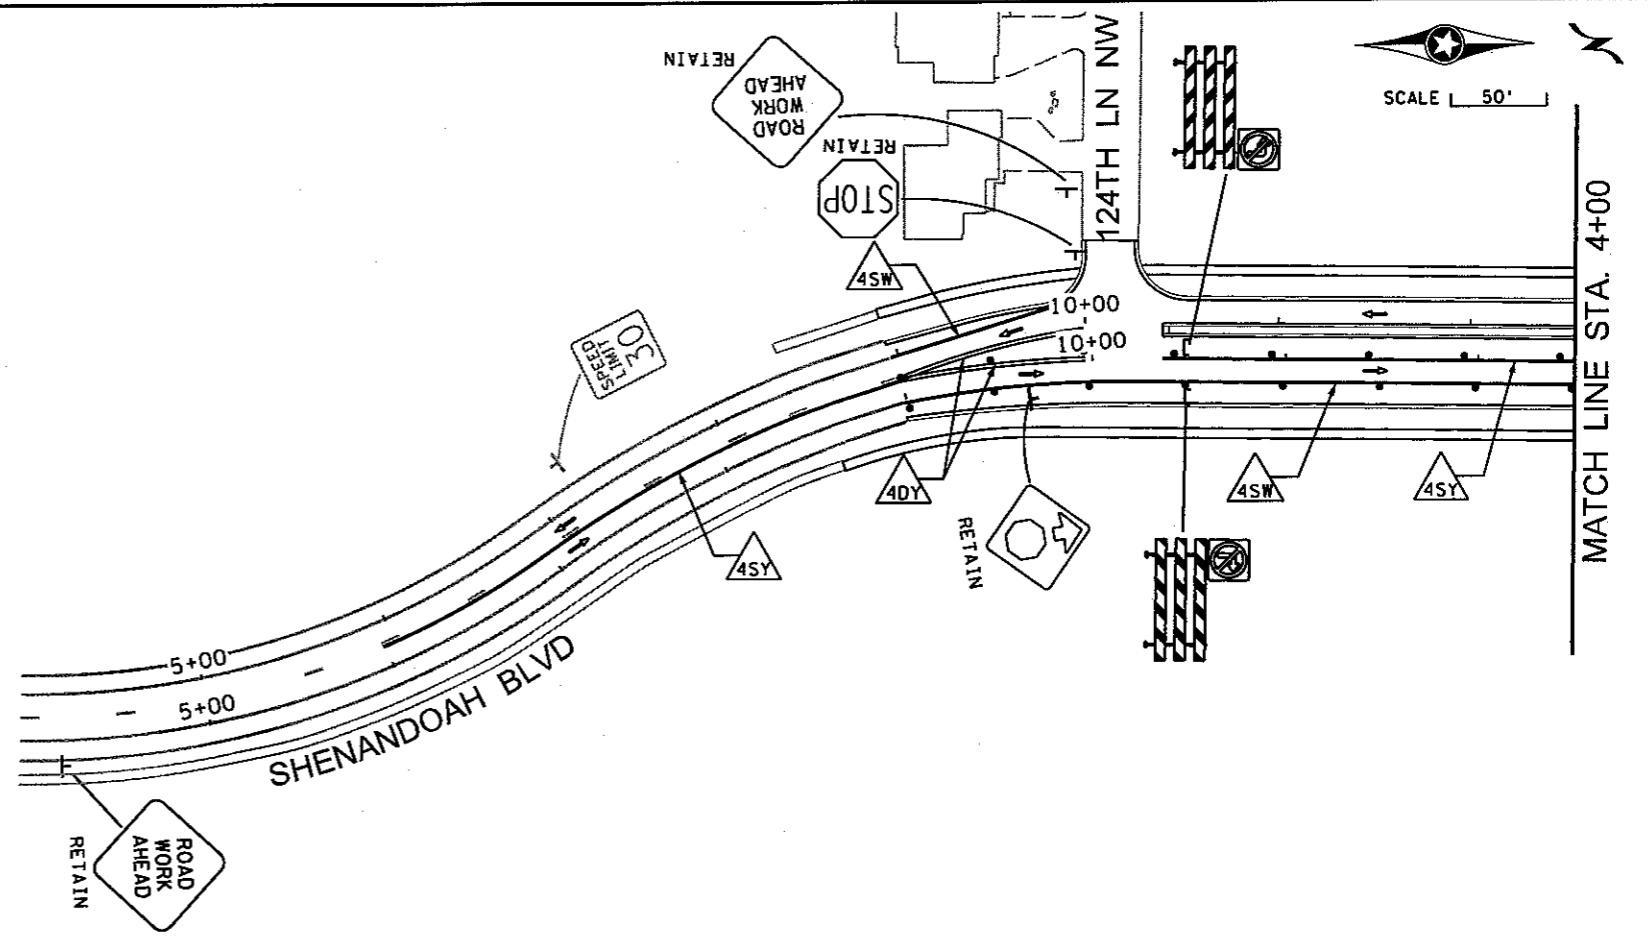 RETAIN
ROAD
WORK
AHEAD
RETAIN
STOP
4SW
124TH LN NW
SCALE 50'
N
MATCH LINE STA. 4+00
10+00
10+00
SPEED
LIMIT
30
4DY
4SW
4SY
RETAIN
4SY
5+00
5+00
SHENANDOAH BLVD
ROAD
WORK
AHEAD
RETAIN